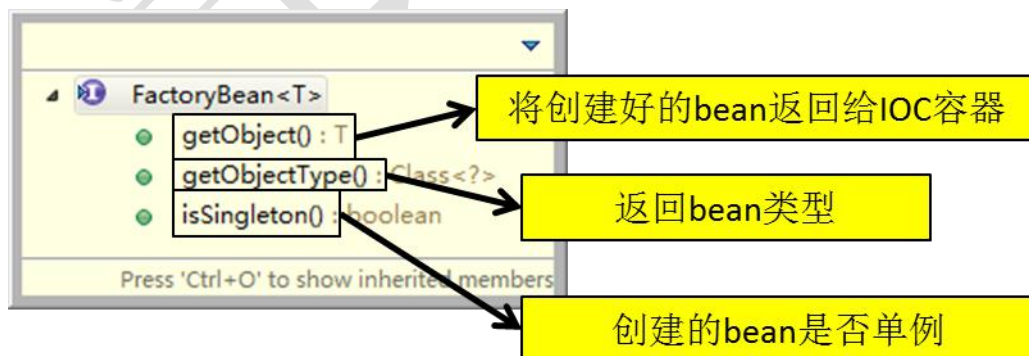 FactoryBean<T>
将创建好的bean返回给IOC容器
getObject() : T
getObjectType() : Class<?>
返回bean类型
isSingleton() : boolean
Press 'Ctrl+O' to show inherited members
创建的bean是否单例